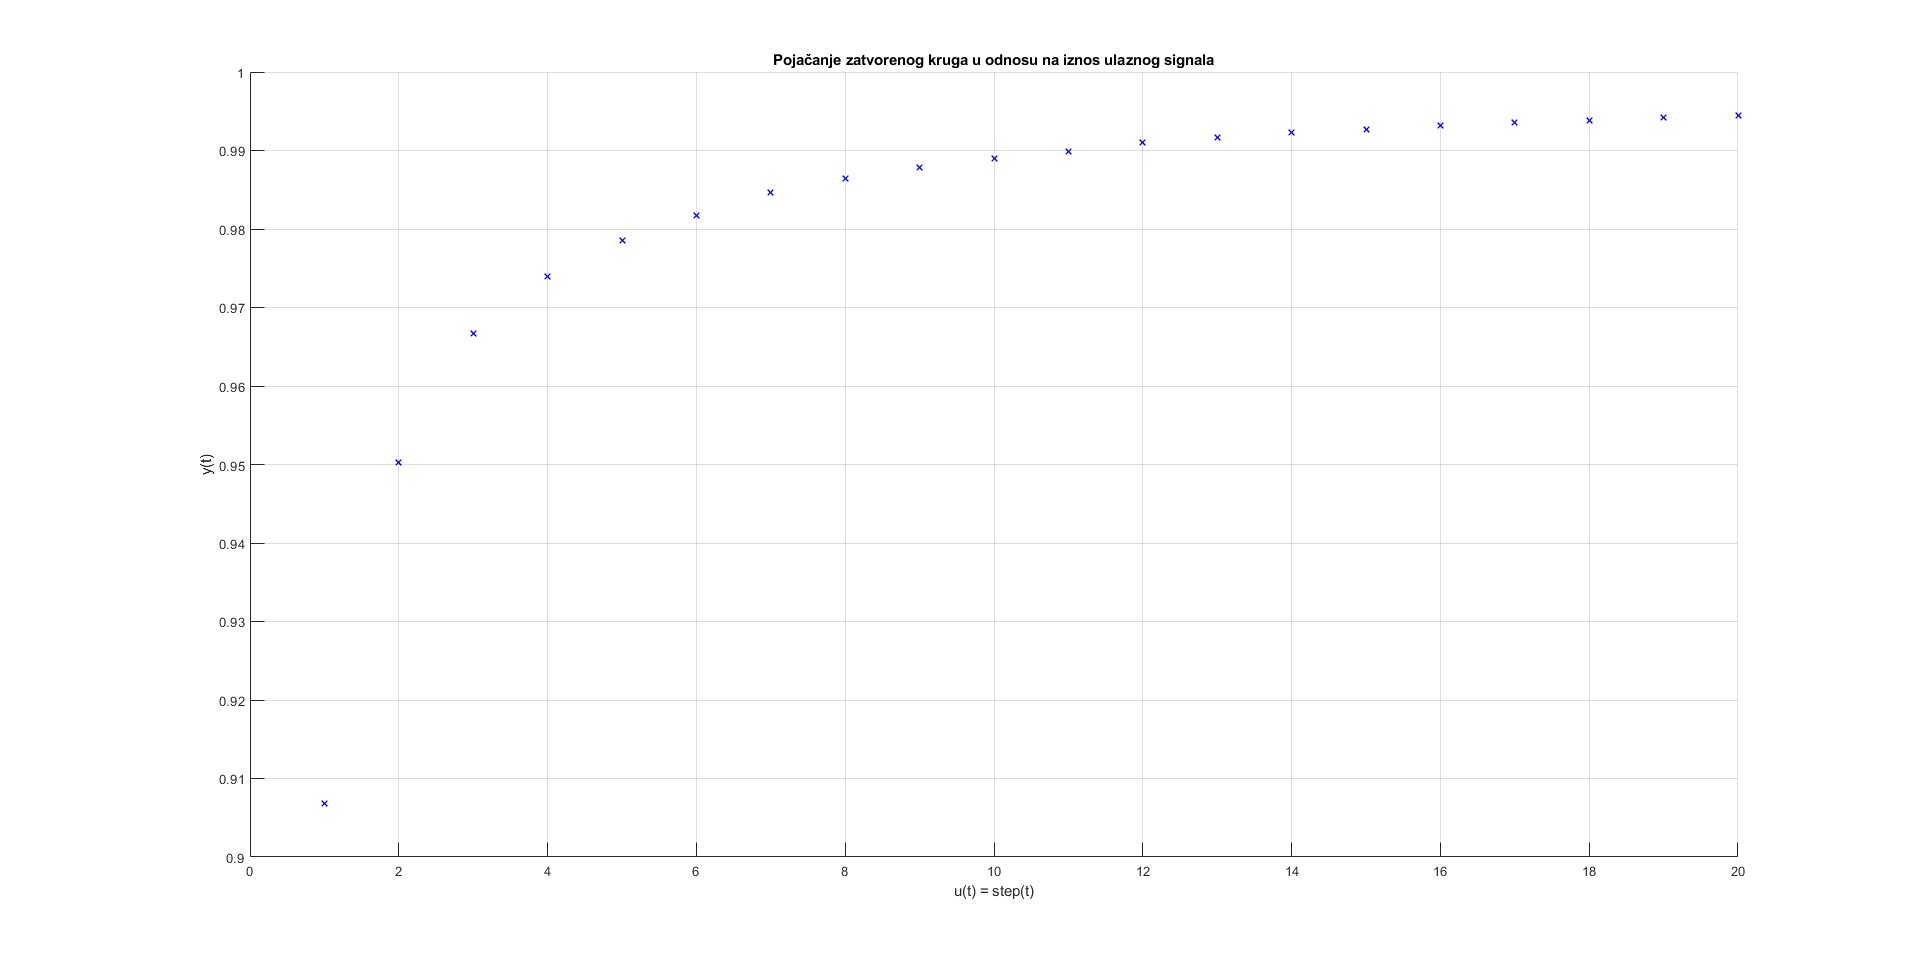 Pojačanje zatvorenog kruga u odnosu na iznos ulaznog signala
1
0.99
0.98
0.97
0.96
0.95
0.94
0.93
0.92
0.91
0.9
y(t)
0 2 4 6 8 10 12 14 16 18 20
u(t) = step(t)